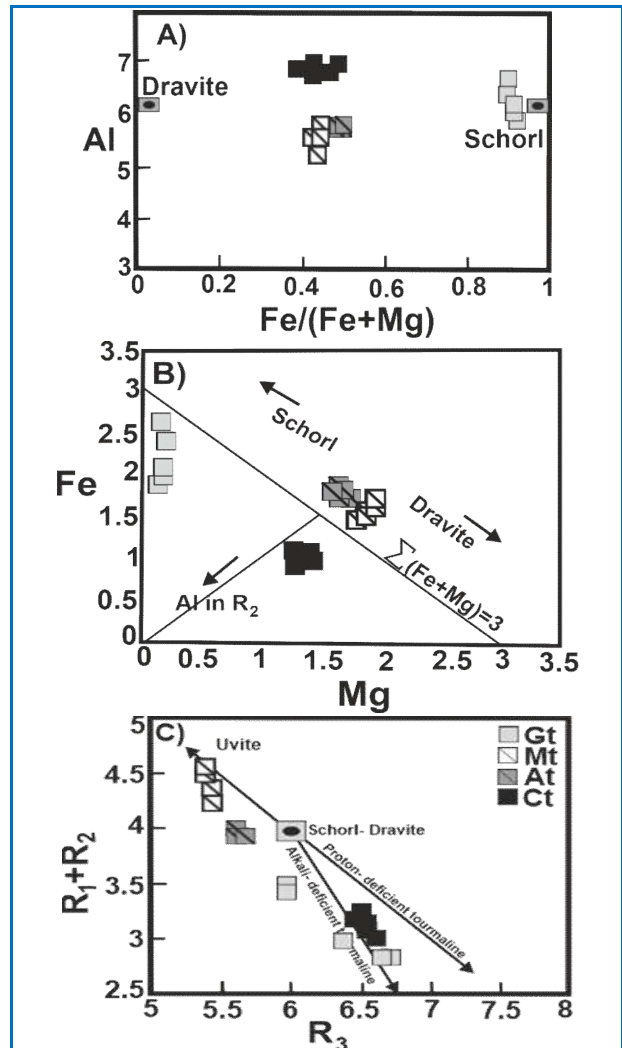 A)
7
Dravite
6
Al
Schorl
5
4
3
0 0.2 0.4 0.6 0.8 1
Fe/(Fe+Mg)
3.5
B)
3
Schorl
2.5
Fe
2
Dravite
1.5
1
Σ(Fe+Mg)=3
Al in R2
0.5
0
0 0.5 1 1.5 2 2.5 3 3.5
Mg
5
C)
Uvite
Gt
Mt
At
Ct
4.5
4
Schorl- Dravite
R1+R2
Proton- deficient tourmaline
Alkali- deficient tourmaline
3.5
3
2.5
5 5.5 6 6.5 7 7.5 8
R3